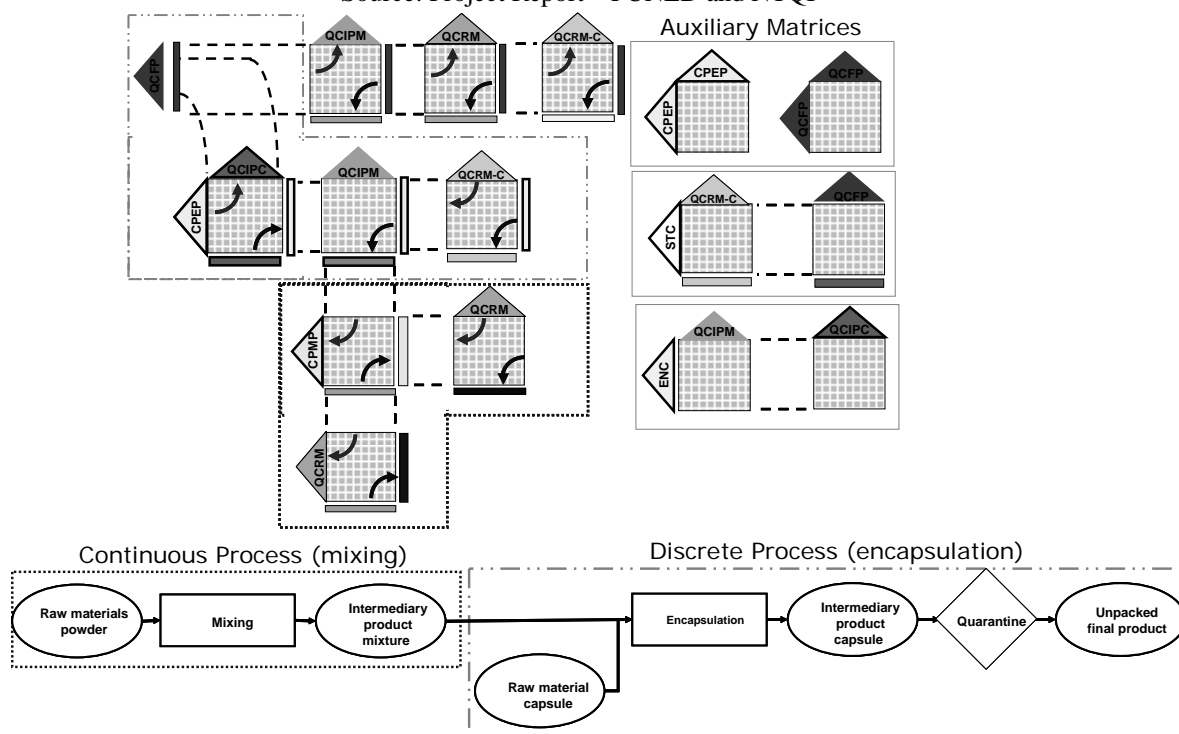 QCIPM
QCRM
QCRM-C
Auxiliary Matrices
QCFP
CPEP
QCFP
CPEP
QCFP
QCIPC
QCIPM
QCRM-C
CPEP
QCRM-C
QCFP
STC
QCRM
CPMP
QCIPM
QCIPC
ENC
QCRM
Continuous Process (mixing)
Discrete Process (encapsulation)
Raw materials
powder
Mixing
Intermediary
product
mixture
Encapsulation
Intermediary
product
capsule
Quarantine
Unpacked
final product
Raw material
capsule